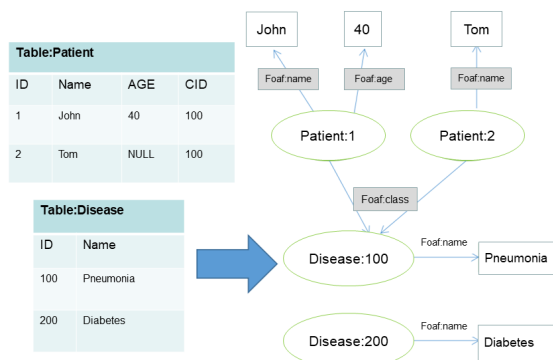 Table:Patient
ID Name AGE CID
1 John 40 100
2 Tom NULL 100
Table:Disease
ID Name
100 Pneumonia
200 Diabetes
John 40 Tom
Foaf:name Foaf:age Foaf:name
Patient:1 Patient:2
Foaf:class
Disease:100 Foaf:name Pneumonia
Disease:200 Foaf:name Diabetes